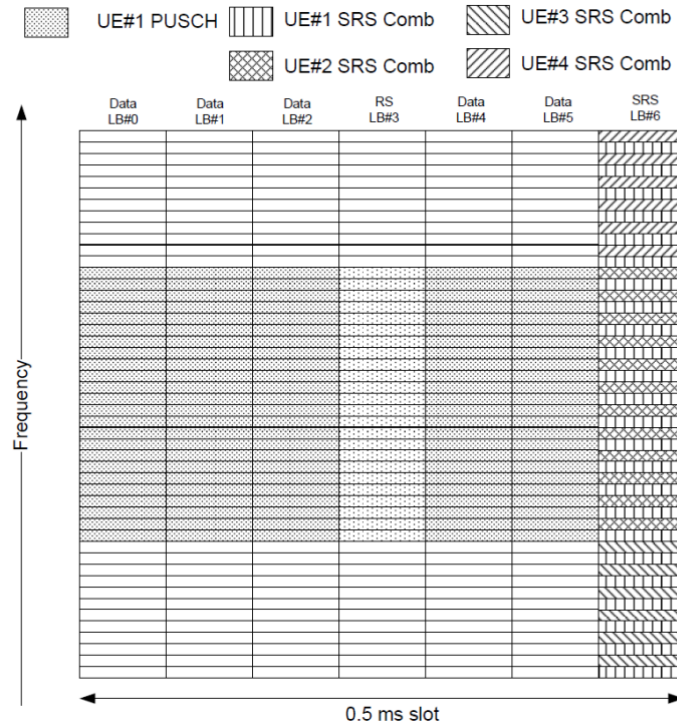 UE#1 PUSCH
UE#1 SRS Comb
UE#3 SRS Comb
UE#2 SRS Comb
UE#4 SRS Comb
Data
LB#0
Data
LB#1
Data
LB#2
RS
LB#3
Data
LB#4
Data
LB#5
SRS
LB#6
Frequency
0.5 ms slot